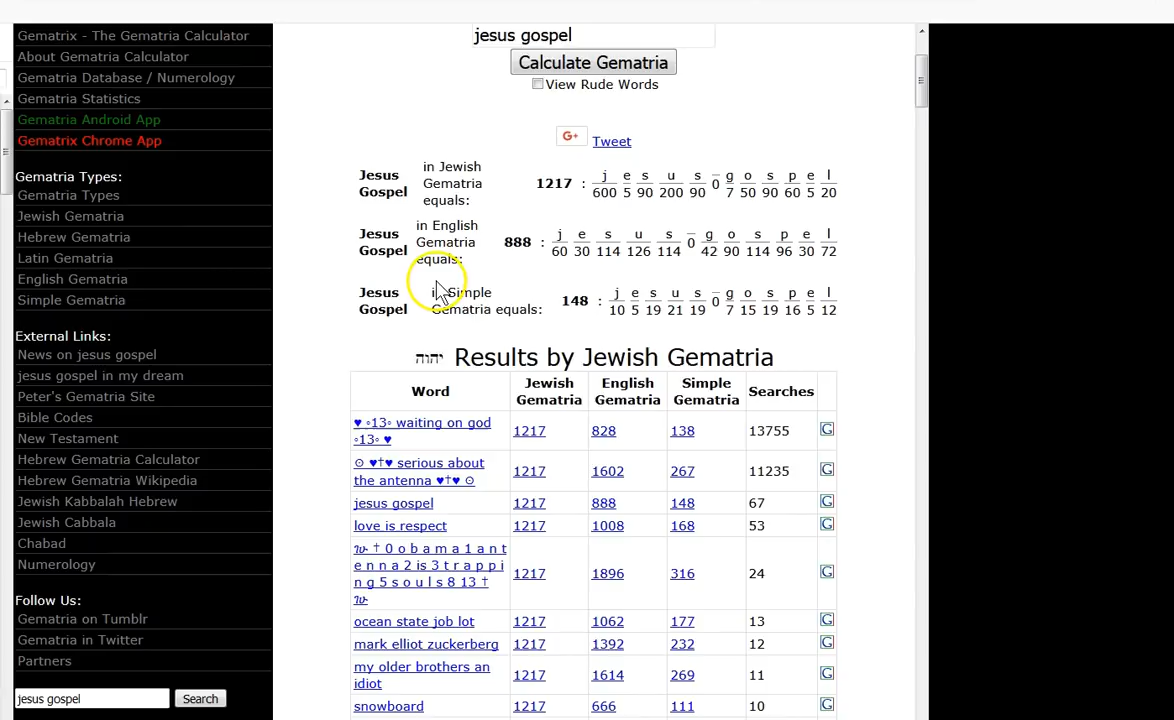 Gematrix - The Gematria Calculator
About Gematria Calculator
Gematria Database / Numerology
Gematria Statistics
Gematria Android App
Gematrix Chrome App
Gematria Types:
Gematria Types
Jewish Gematria
Hebrew Gematria
Latin Gematria
English Gematria
Simple Gematria
External Links:
News on jesus gospel
jesus gospel in my dream
Peter's Gematria Site
Bible Codes
New Testament
Hebrew Gematria Calculator
Hebrew Gematria Wikipedia
Jewish Kabbalah Hebrew
Jewish Cabbala
Chabad
Numerology
Follow Us:
Gematria on Tumblr
Gematria in Twitter
Partners
jesus gospel Search
jesus gospel
Calculate Gematria
View Rude Words
G+ Tweet
Jesus Gospel in Jewish Gematria equals: 1217 : j e s u s _ g o s p e l
600 5 90 200 90 0 7 50 90 60 5 20
Jesus Gospel in English Gematria equals: 888 : j e s u s _ g o s p e l
60 30 114 126 114 0 42 90 114 96 30 72
Jesus Gospel in Simple Gematria equals: 148 : j e s u s _ g o s p e l
10 5 19 21 19 0 7 15 19 16 5 12
יהוה Results by Jewish Gematria
Word Jewish Gematria English Gematria Simple Gematria Searches
♥ ◦13◦ waiting on god ◦13◦ ♥ 1217 828 138 13755 G
⊙ ♥†♥ serious about the antenna ♥†♥ ⊙ 1217 1602 267 11235 G
jesus gospel 1217 888 148 67 G
love is respect 1217 1008 168 53 G
† 0 o b a m a 1 a n t
e n n a 2 is 3 t r a p p i
n g 5 s o u l s 8 13 †
1217 1896 316 24 G
ocean state job lot 1217 1062 177 13 G
mark elliot zuckerberg 1217 1392 232 12 G
my older brothers an idiot 1217 1614 269 11 G
snowboard 1217 666 111 10 G